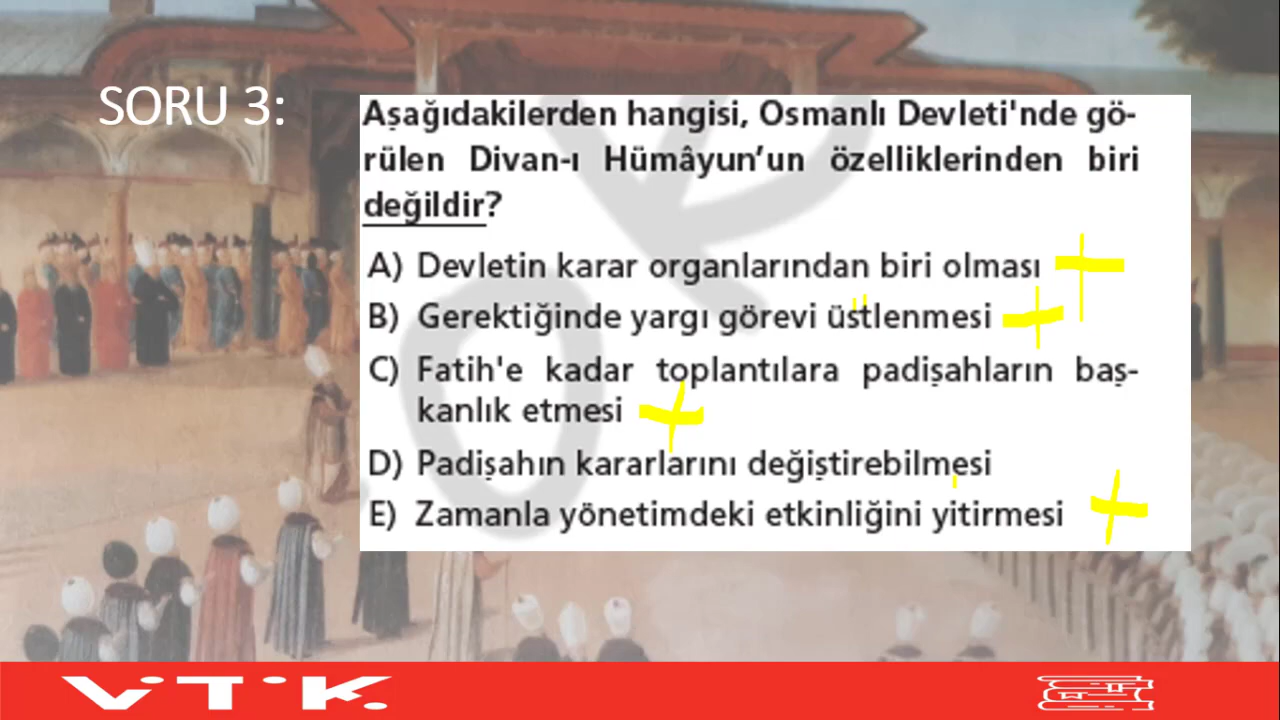 SORU 3:
Aşağıdakilerden hangisi, Osmanlı Devleti'nde gö-
rülen Divan-ı Hümâyun’un özelliklerinden biri
değildir?
A) Devletin karar organlarından biri olması
B) Gerektiğinde yargı görevi üstlenmesi
C) Fatih'e kadar toplantılara padişahların baş-
kanlık etmesi
D) Padişahın kararlarını değiştirebilmesi
E) Zamanla yönetimdeki etkinliğini yitirmesi
VTK